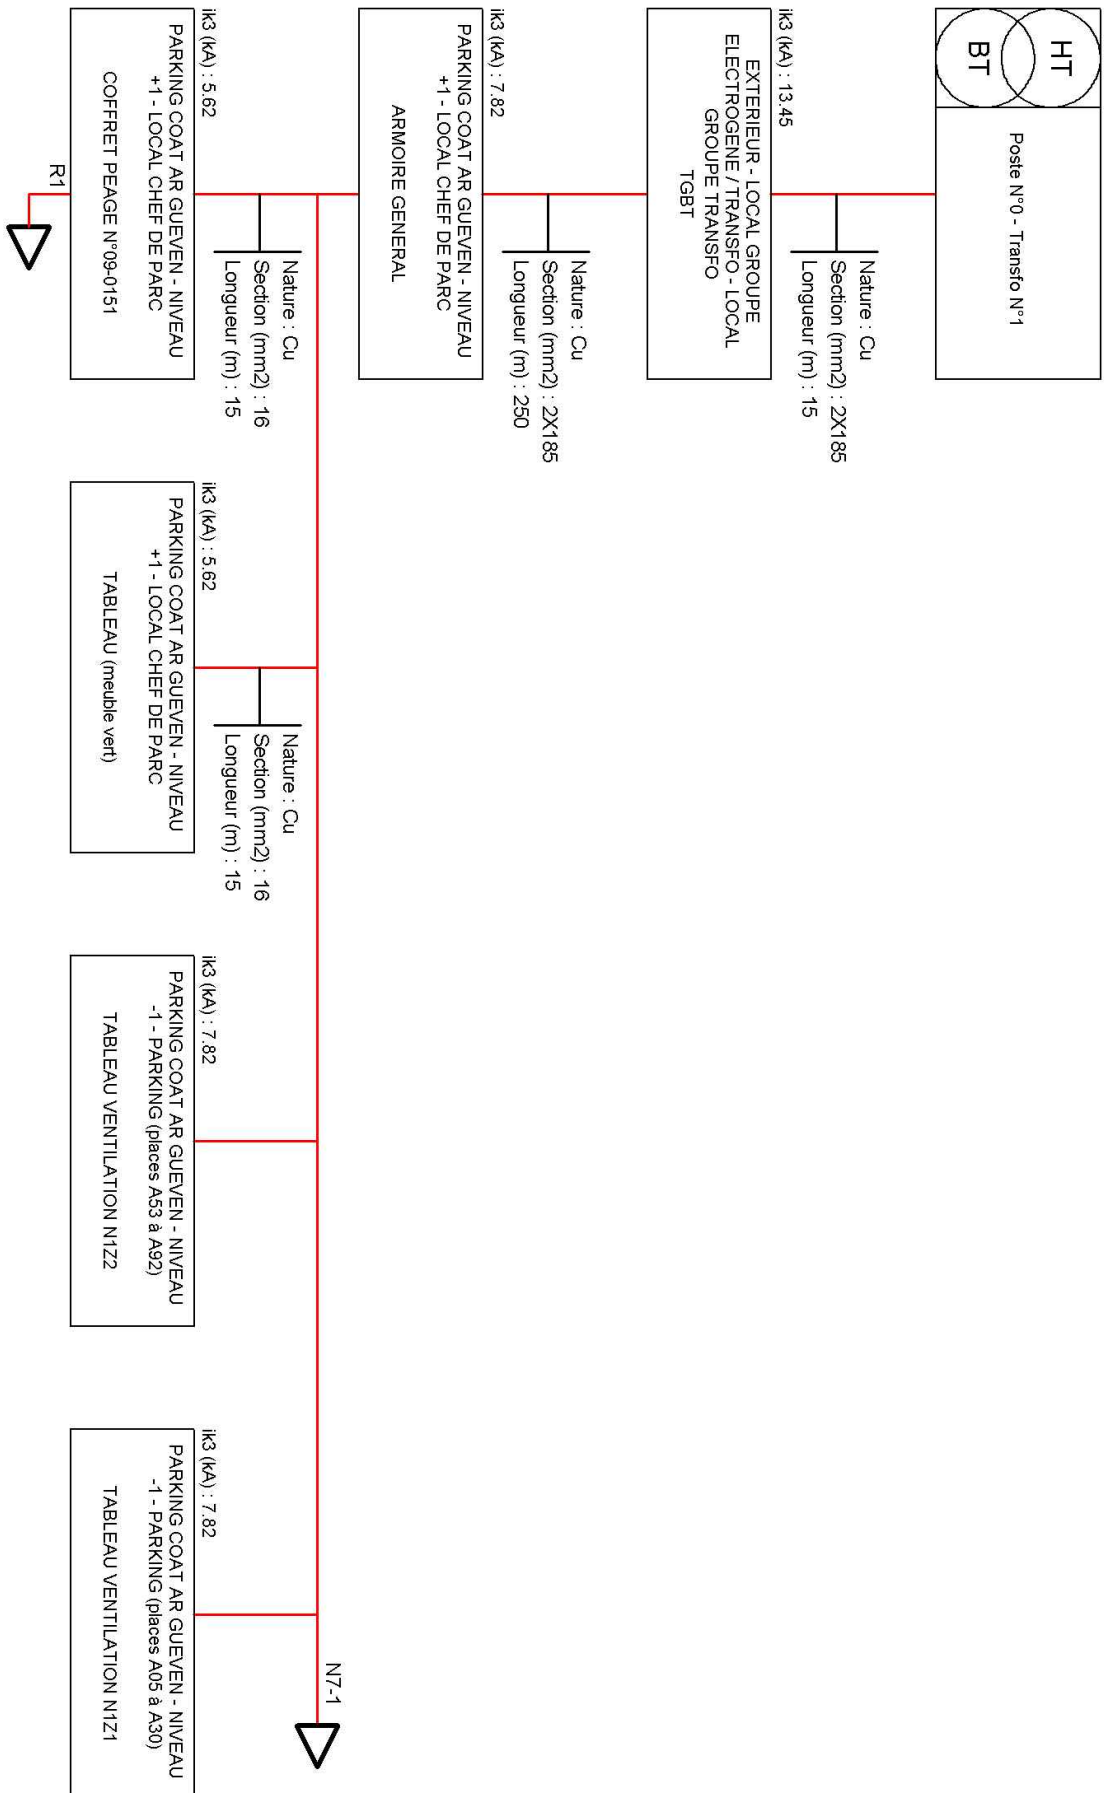 HT
BT
Poste N°0 - Transfo N°1
Nature : Cu
Section (mm2) : 2X185
Longueur (m) : 15
ik3 (kA) : 13.45
EXTERIEUR - LOCAL GROUPE
ELECTROGENE / TRANSFO - LOCAL
GROUPE TRANSFO
TGBT
Nature : Cu
Section (mm2) : 2X185
Longueur (m) : 250
ik3 (kA) : 7.82
PARKING COAT AR GUEVEN - NIVEAU
+1 - LOCAL CHEF DE PARC
ARMOIRE GENERAL
N7-1
Nature : Cu
Section (mm2) : 16
Longueur (m) : 15
Nature : Cu
Section (mm2) : 16
Longueur (m) : 15
ik3 (kA) : 5.62
PARKING COAT AR GUEVEN - NIVEAU
+1 - LOCAL CHEF DE PARC
COFFRET PEAGE N°09-0151
R1
ik3 (kA) : 5.62
PARKING COAT AR GUEVEN - NIVEAU
+1 - LOCAL CHEF DE PARC
TABLEAU (meuble vert)
ik3 (kA) : 7.82
PARKING COAT AR GUEVEN - NIVEAU
-1 - PARKING (places A53 à A92)
TABLEAU VENTILATION N1Z2
ik3 (kA) : 7.82
PARKING COAT AR GUEVEN - NIVEAU
-1 - PARKING (places A05 à A30)
TABLEAU VENTILATION N1Z1